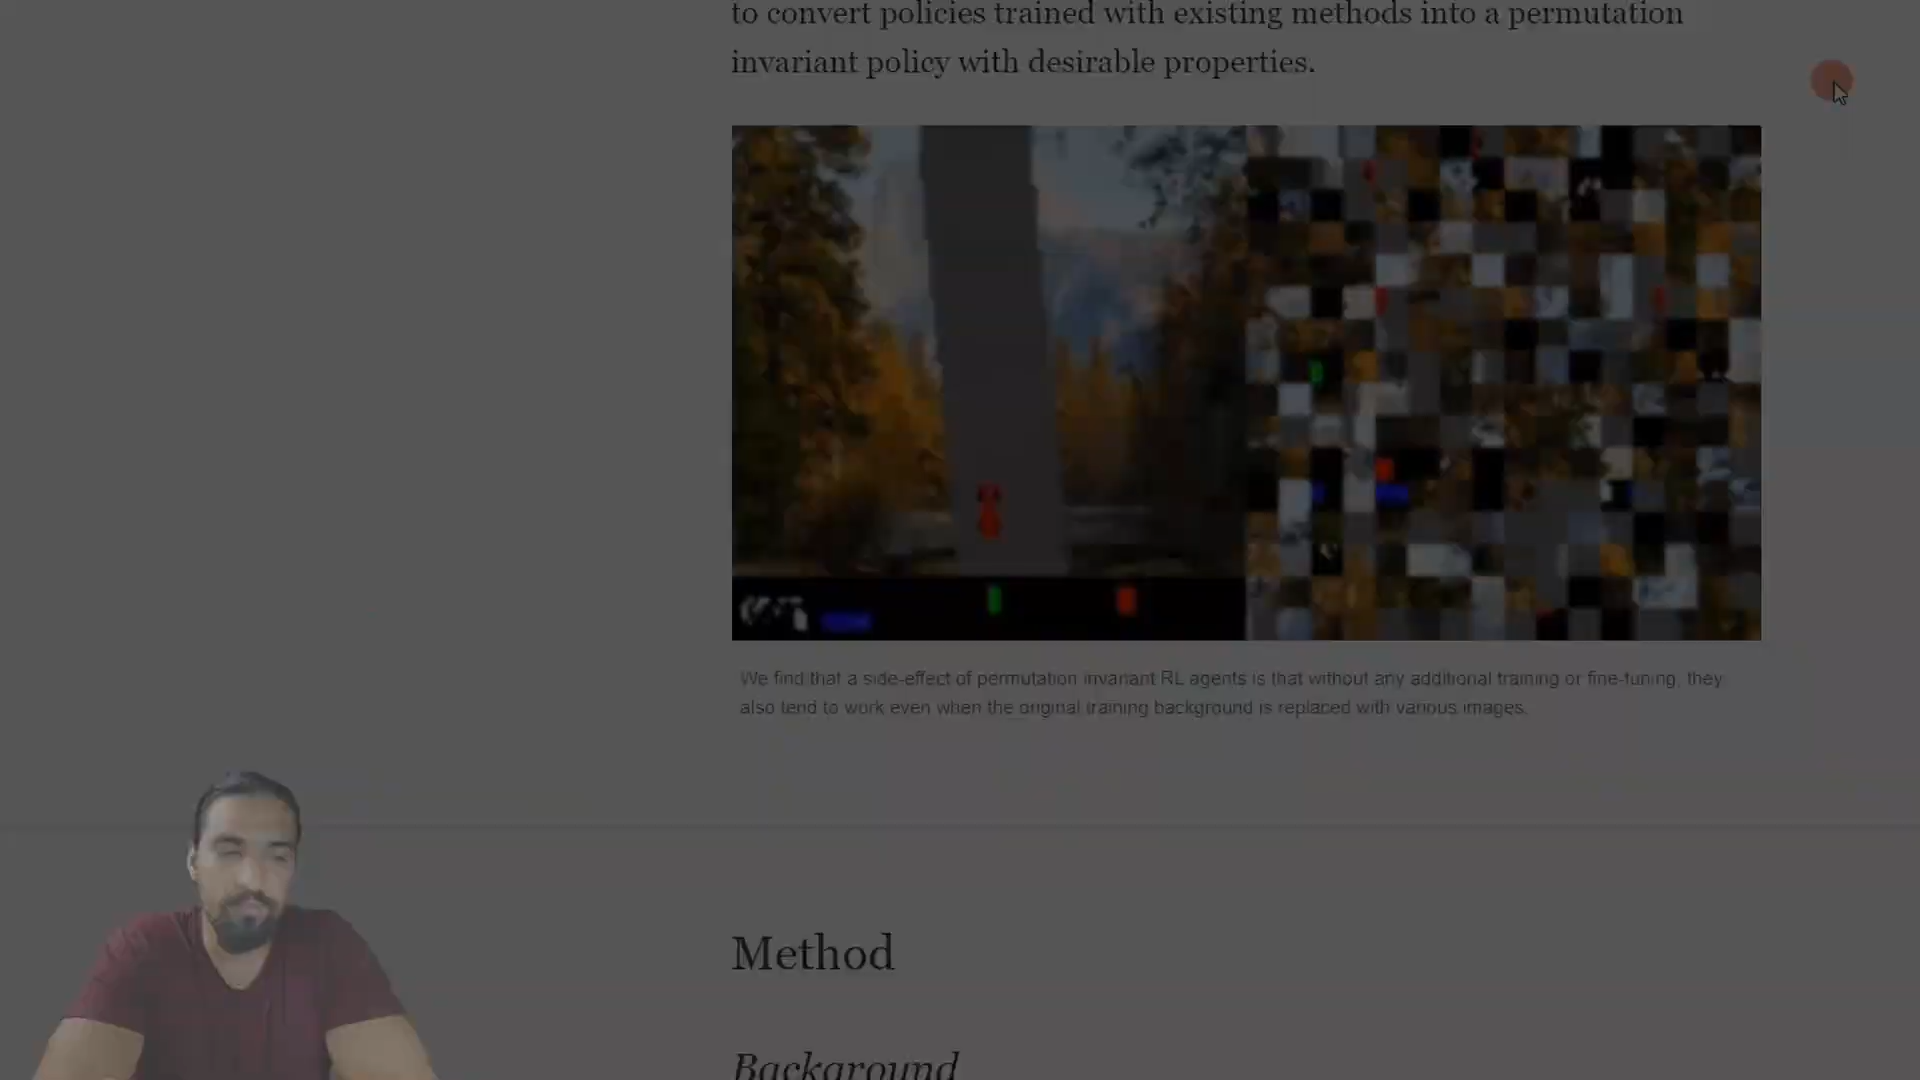 to convert policies trained with existing methods into a permutation
invariant policy with desirable properties.
We find that a side-effect of permutation invariant RL agents is that without any additional training or fine-tuning, they
also tend to work even when the original training background is replaced with various images.
Method
Background